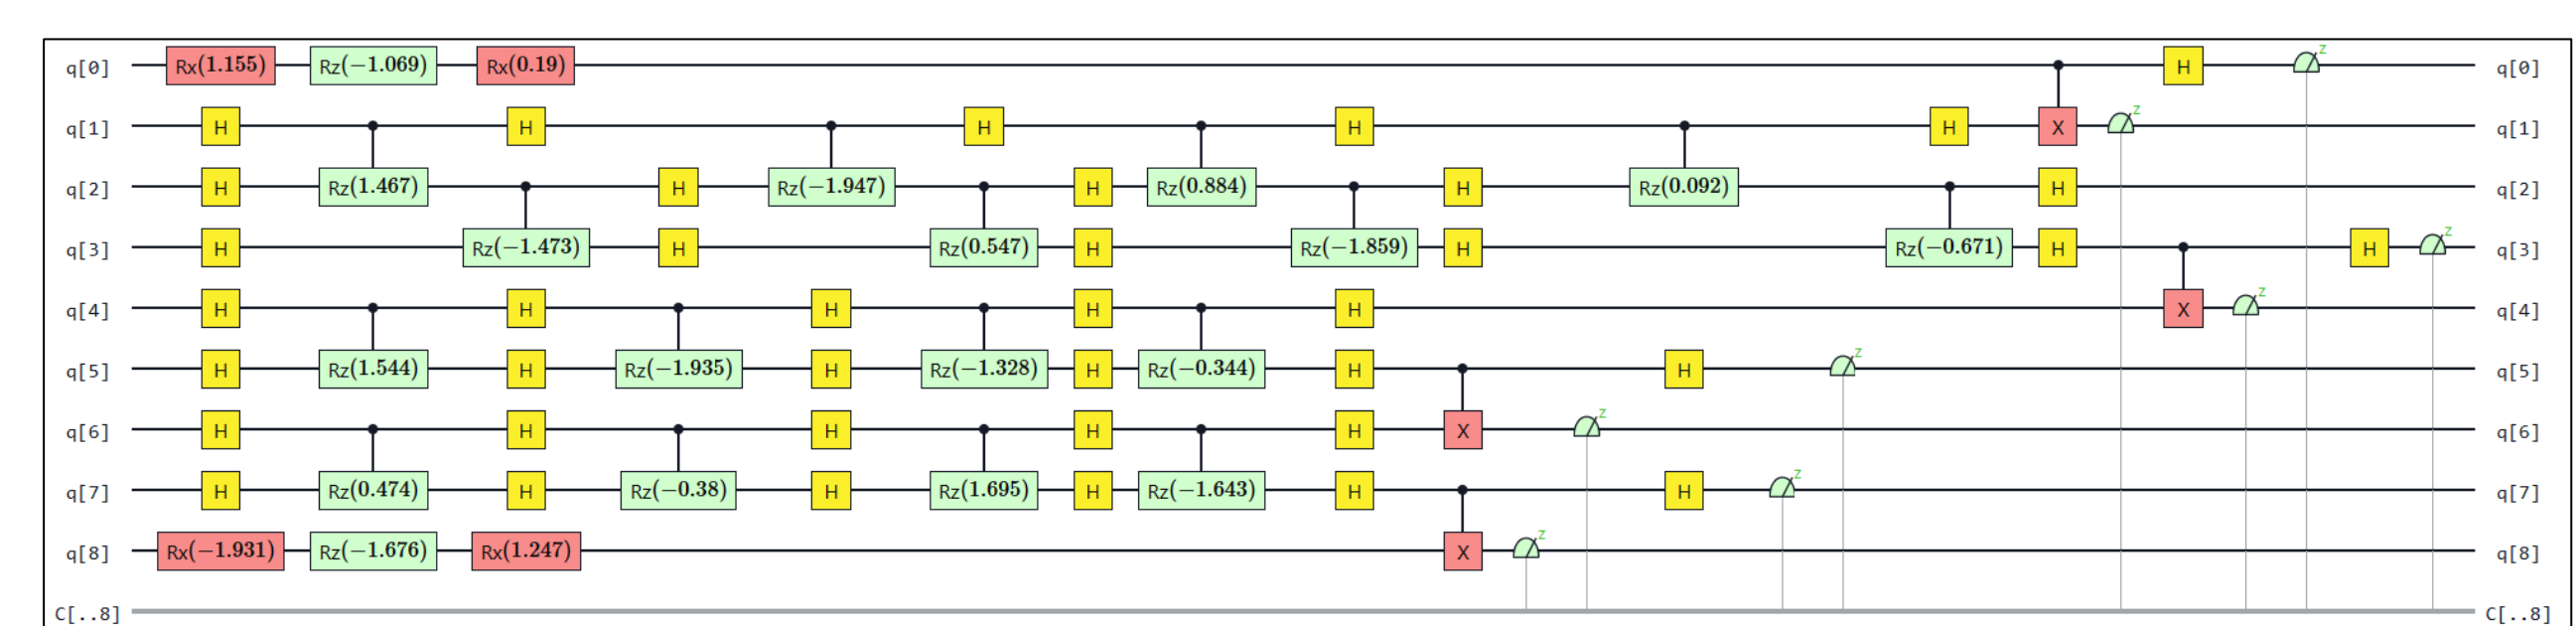 q[0] Rx(1.155) Rz(−1.069) Rx(0.19) H z q[0]
q[1] H H H H H X z q[1]
q[2] H Rz(1.467) H Rz(−1.947) H Rz(0.884) H Rz(0.092) H q[2]
q[3] H Rz(−1.473) H Rz(0.547) H Rz(−1.859) H Rz(−0.671) H H z q[3]
q[4] H H H H H X z q[4]
q[5] H Rz(1.544) H Rz(−1.935) H Rz(−1.328) H Rz(−0.344) H H z q[5]
q[6] H H H H H X z q[6]
q[7] H Rz(0.474) H Rz(−0.38) H Rz(1.695) H Rz(−1.643) H H z q[7]
q[8] Rx(−1.931) Rz(−1.676) Rx(1.247) X z q[8]
C[..8] C[..8]